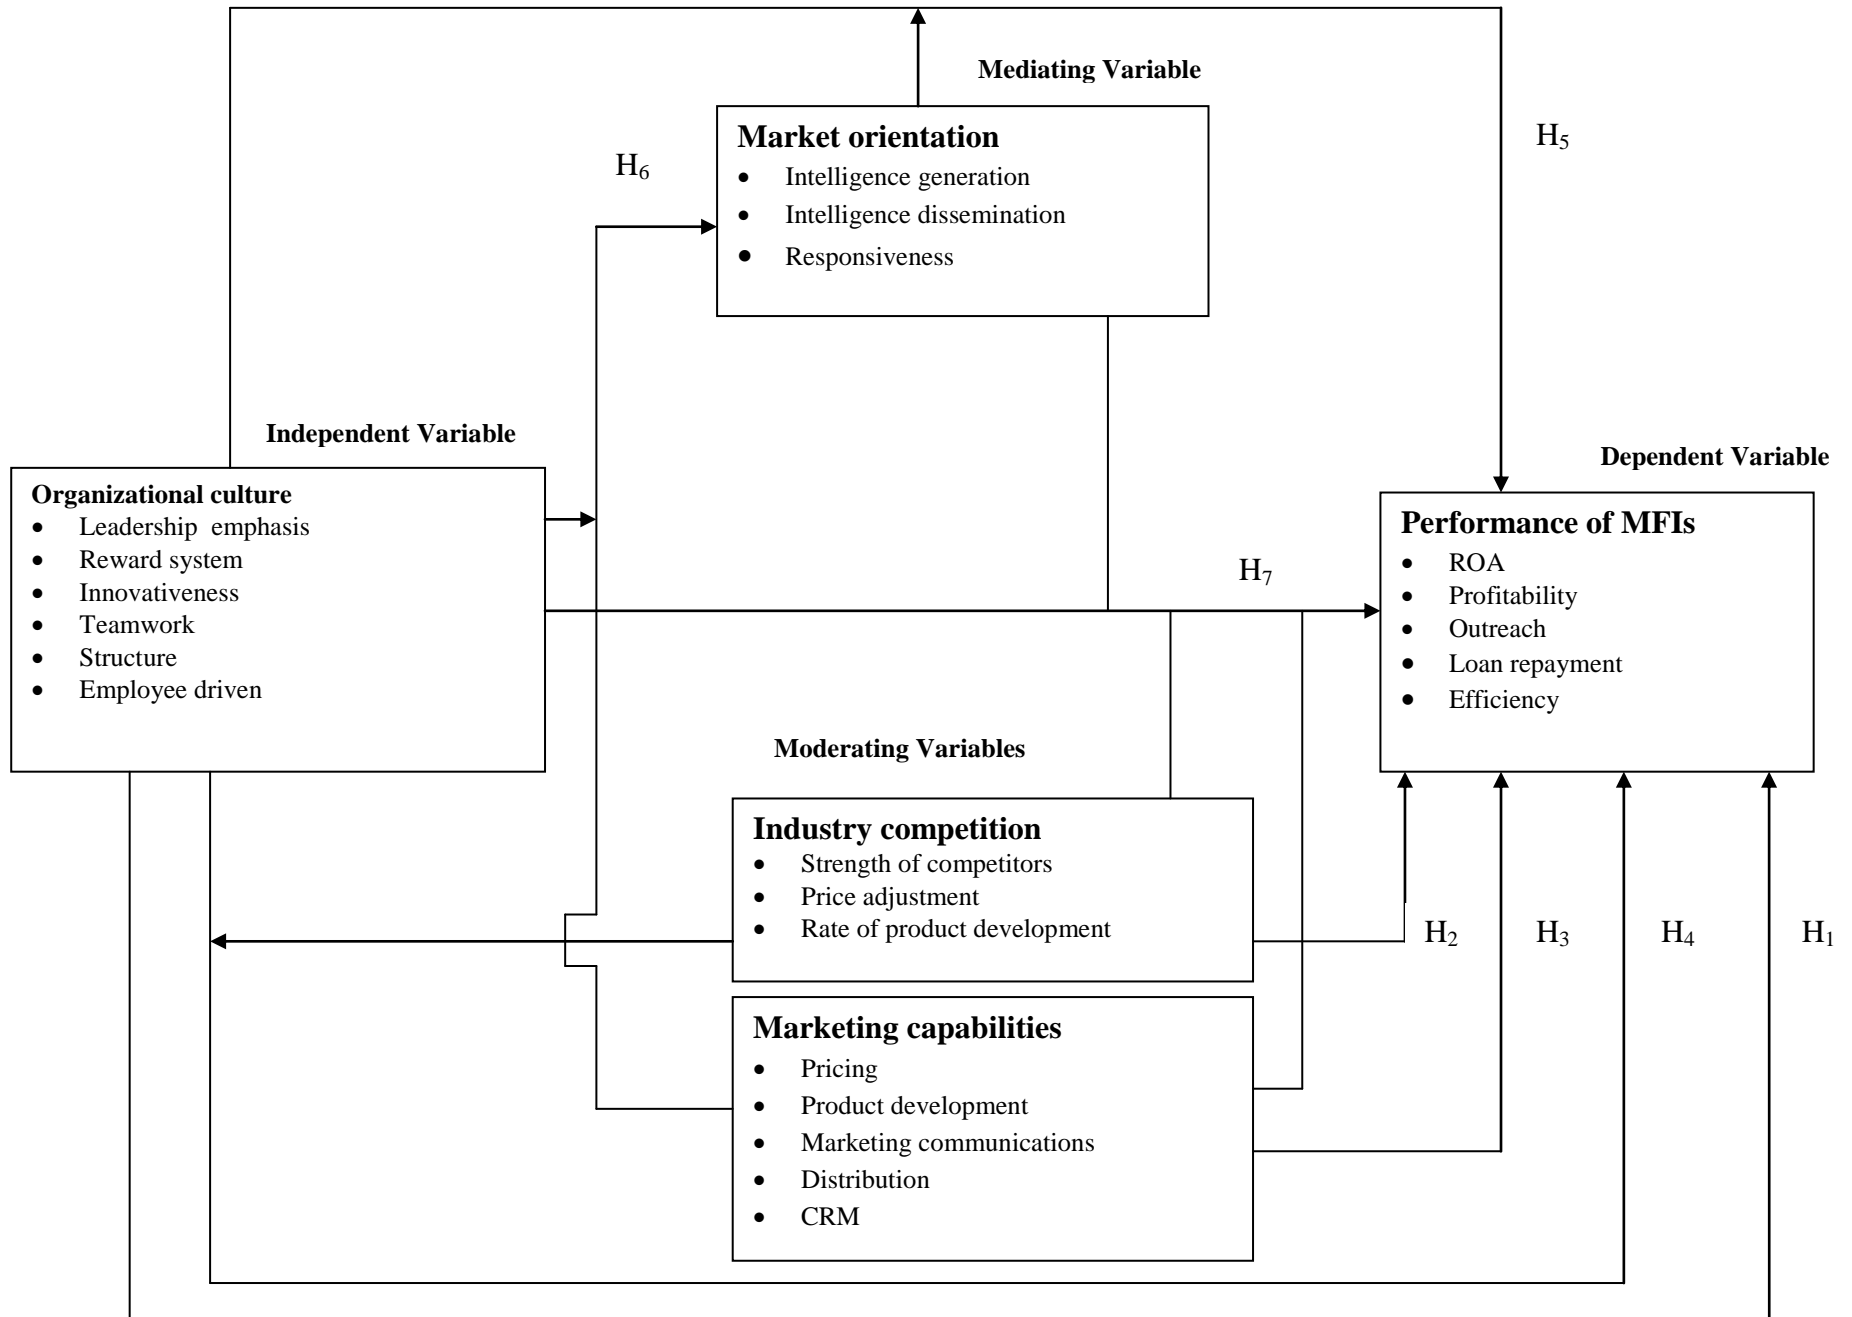 Mediating Variable
Market orientation
• Intelligence generation
• Intelligence dissemination
• Responsiveness
H6
H5
Independent Variable
Organizational culture
• Leadership emphasis
• Reward system
• Innovativeness
• Teamwork
• Structure
• Employee driven
H7
Dependent Variable
Performance of MFIs
• ROA
• Profitability
• Outreach
• Loan repayment
• Efficiency
Moderating Variables
Industry competition
• Strength of competitors
• Price adjustment
• Rate of product development
H2
H3
H4
H1
Marketing capabilities
• Pricing
• Product development
• Marketing communications
• Distribution
• CRM